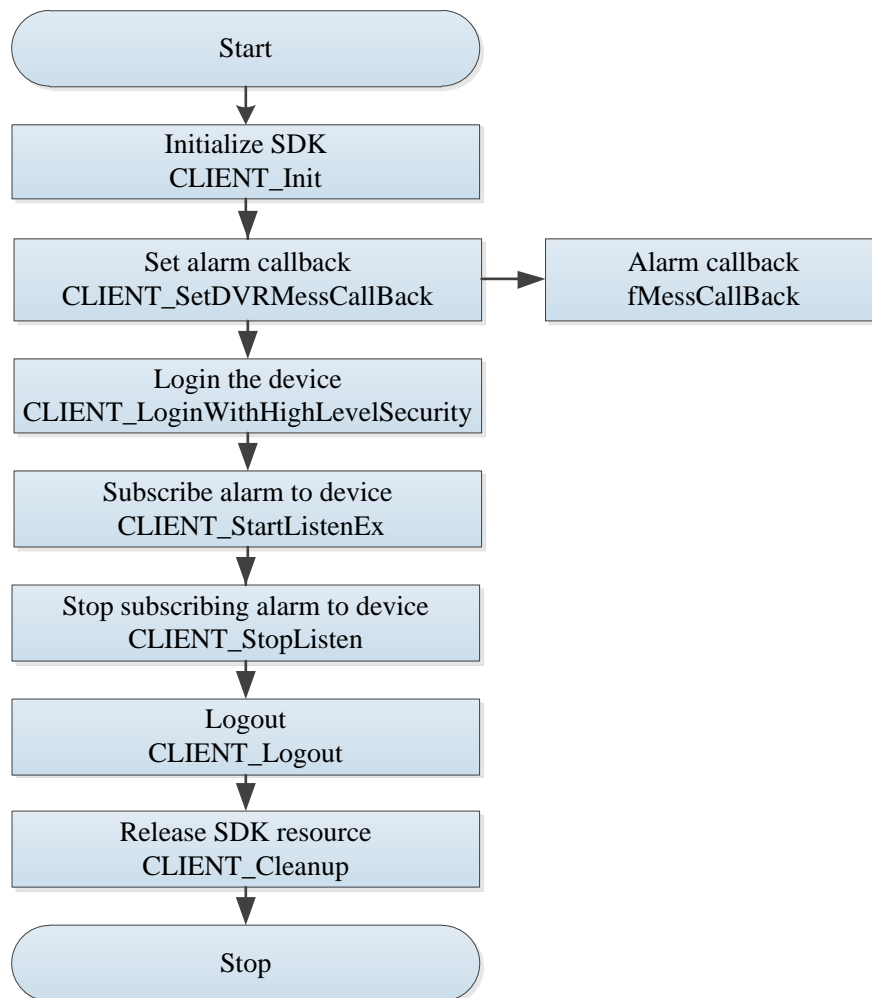 Start
Initialize SDK
CLIENT_Init
Set alarm callback
CLIENT_SetDVRMessCallBack
Alarm callback
fMessCallBack
Login the device
CLIENT_LoginWithHighLevelSecurity
Subscribe alarm to device
CLIENT_StartListenEx
Stop subscribing alarm to device
CLIENT_StopListen
Logout
CLIENT_Logout
Release SDK resource
CLIENT_Cleanup
Stop